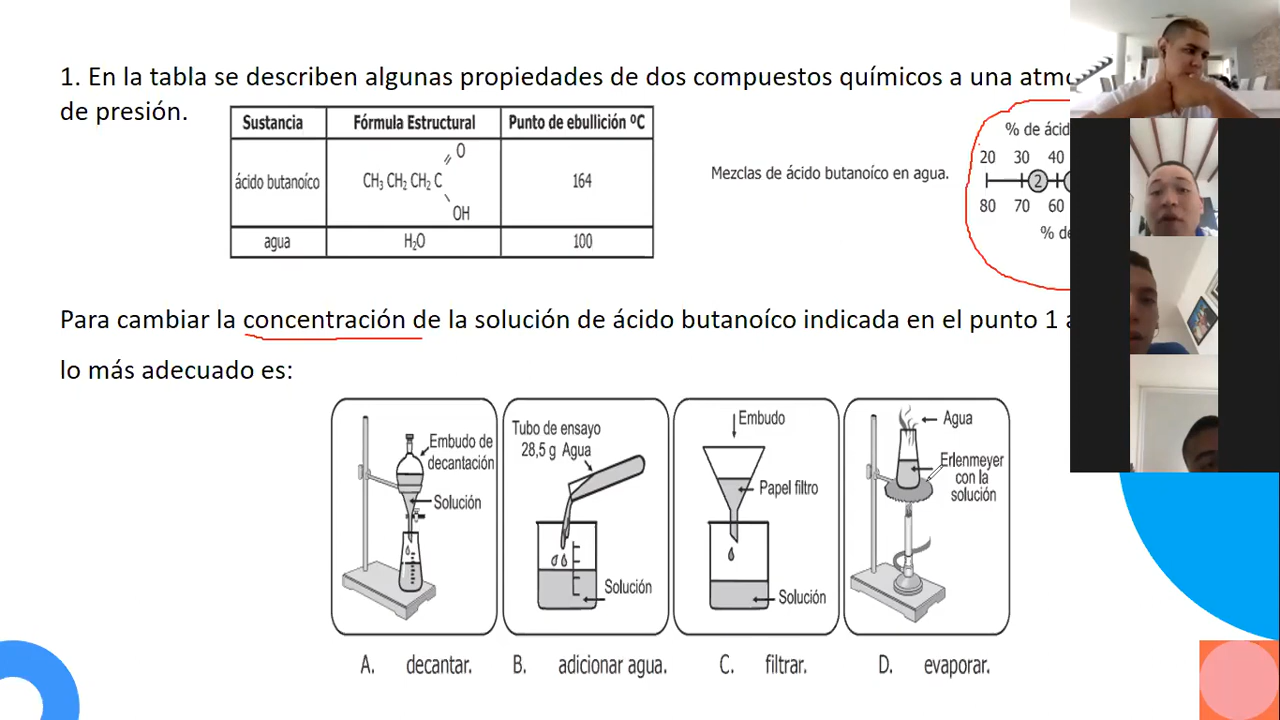 1. En la tabla se describen algunas propiedades de dos compuestos químicos a una
de presión.
Sustancia Fórmula Estructural Punto de ebullición ºC
ácido butanoíco CH₃ CH₂ CH₂ C O OH 164
agua H₂O 100
Mezclas de ácido butanoíco en agua.
% de
20 30 40
2
80 70 60
%
Para cambiar la concentración de la solución de ácido butanoíco indicada en el punto 1
lo más adecuado es:
Embudo de
decantación
Solución
A. decantar.
Tubo de ensayo
28,5 g Agua
Solución
B. adicionar agua.
Embudo
Papel filtro
Solución
C. filtrar.
Agua
Erlenmeyer
con la
solución
D. evaporar.